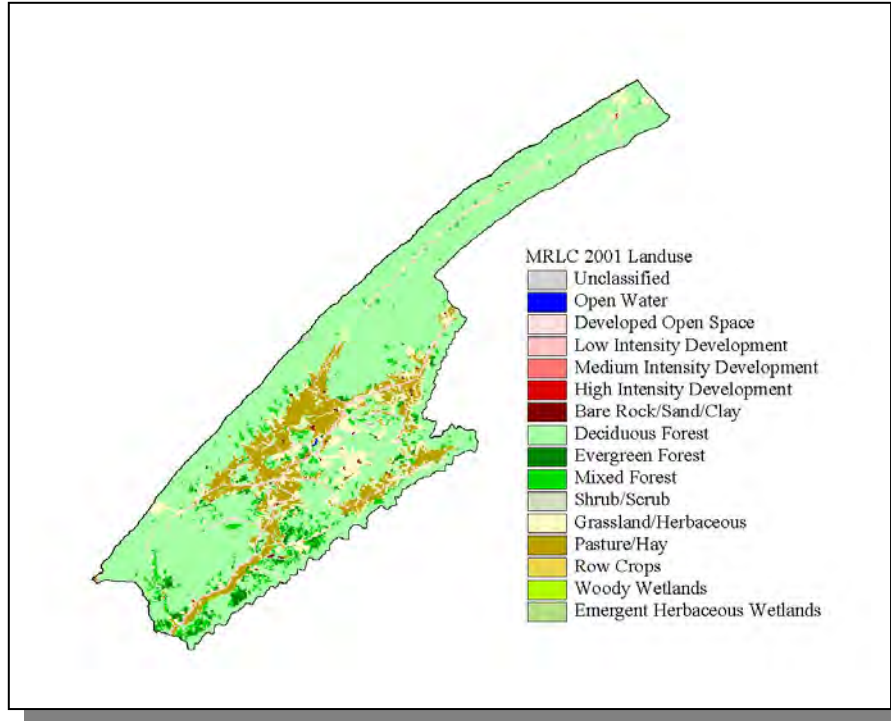 MRLC 2001 Landuse
Unclassified
Open Water
Developed Open Space
Low Intensity Development
Medium Intensity Development
High Intensity Development
Bare Rock/Sand/Clay
Deciduous Forest
Evergreen Forest
Mixed Forest
Shrub/Scrub
Grassland/Herbaceous
Pasture/Hay
Row Crops
Woody Wetlands
Emergent Herbaceous Wetlands